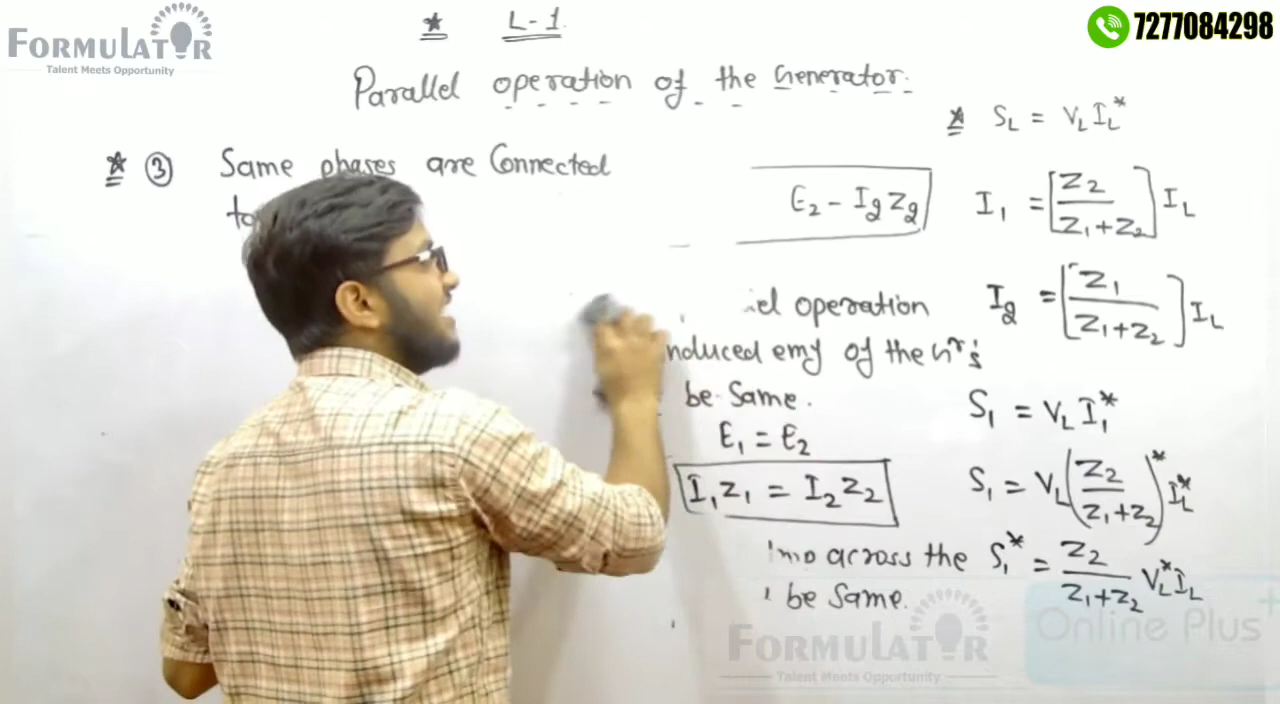 FORMULATOR
Talent Meets Opportunity
* L-1.
7277084298
Parallel operation of the Generator.
* ③ Same phases are Connected
* S_L = V_L I_L^*
E_2 - I_2 Z_2
I_1 = [Z_2 / (Z_1 + Z_2)] I_L
operation
I_2 = [Z_1 / (Z_1 + Z_2)] I_L
of the
be Same.
E_1 = E_2
I_1 Z_1 = I_2 Z_2
S_1 = V_L I_1^*
S_1 = V_L (Z_2 / (Z_1 + Z_2))^* I_L^*
across the
be Same.
S_1^* = Z_2 / (Z_1 + Z_2) V_L^* I_L
FORMULATOR
Talent Meets Opportunity
Online Plus +